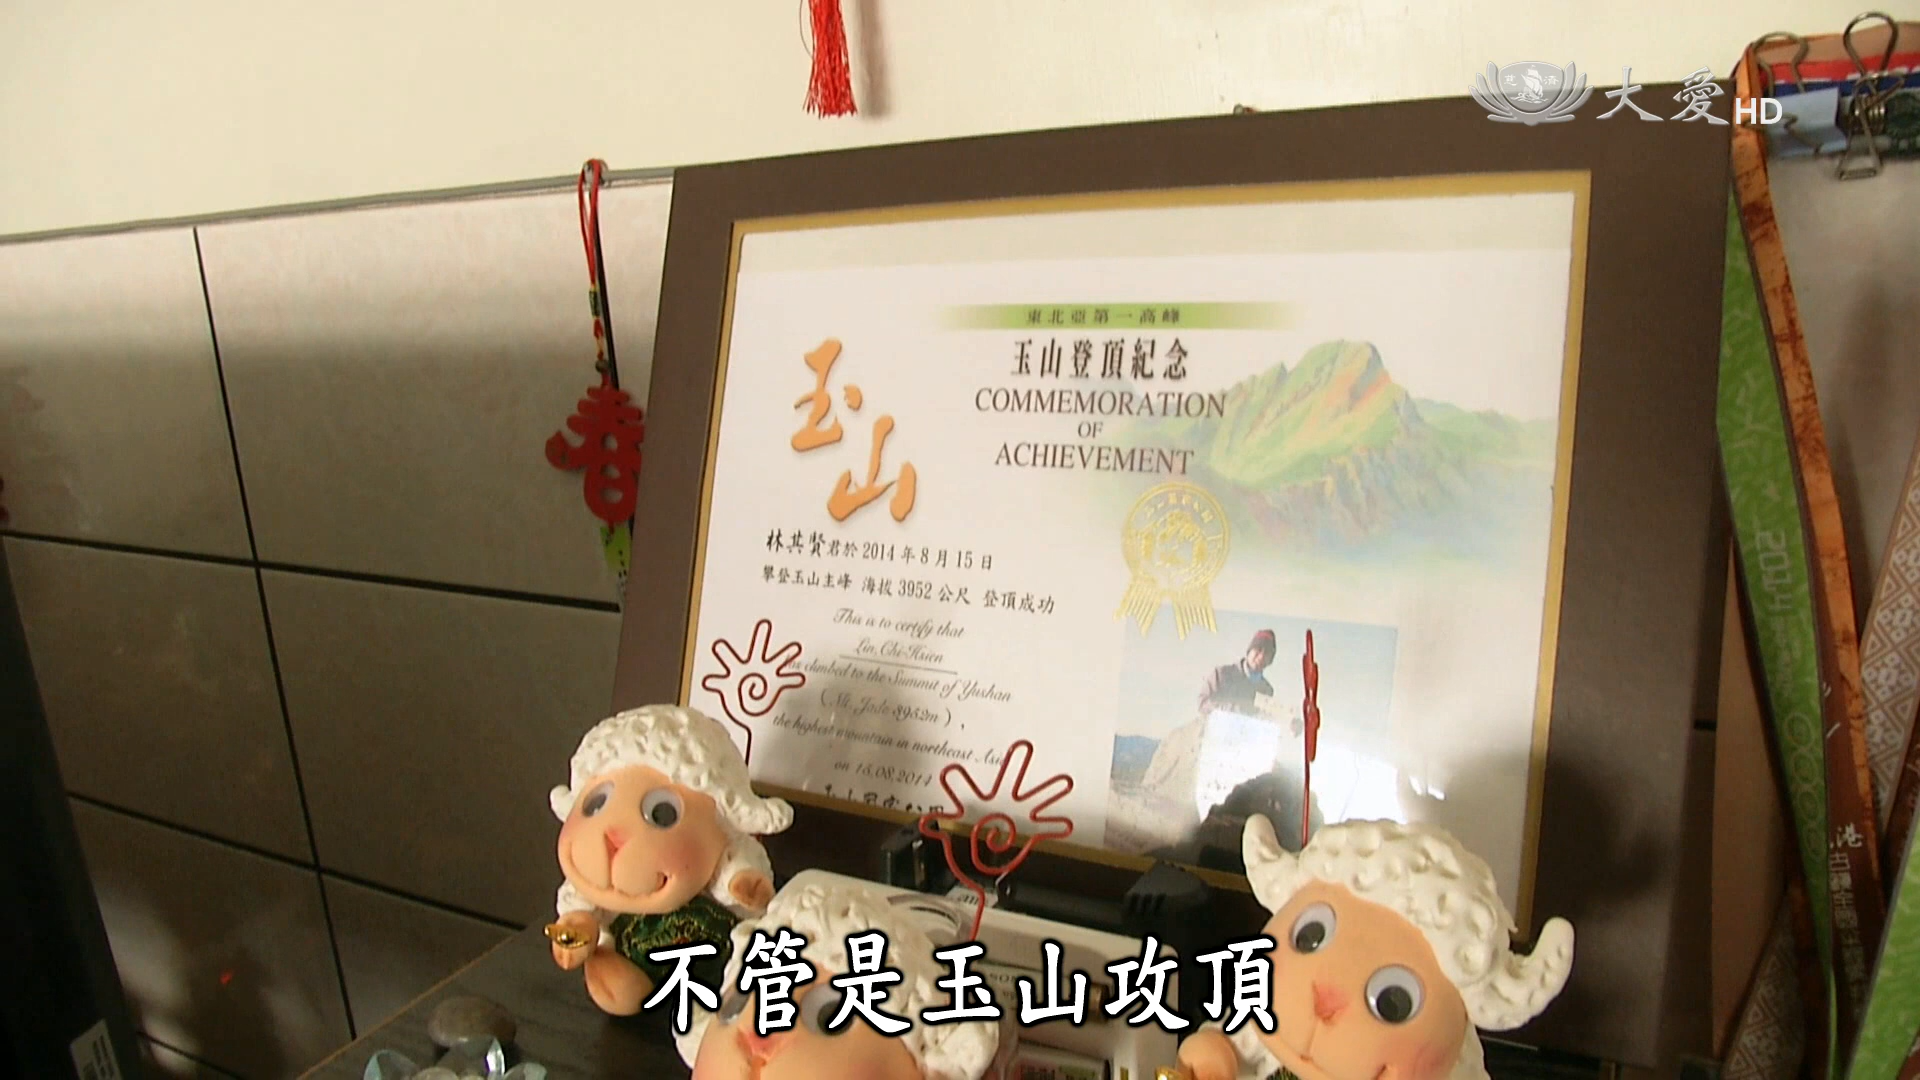 大愛HD
春
東北亞第一高峰
玉山登頂紀念
COMMEMORATION
OF
ACHIEVEMENT
玉山
林其賢君於2014年8月15日
攀登玉山主峰 海拔3952公尺 登頂成功
This is to certify that
Lin, Chi-Hsien
has climbed to the Summit of Yushan
(Mt. Jade 3952m),
the highest mountain in northeast Asia
on 15.08.2014
不管是玉山攻頂